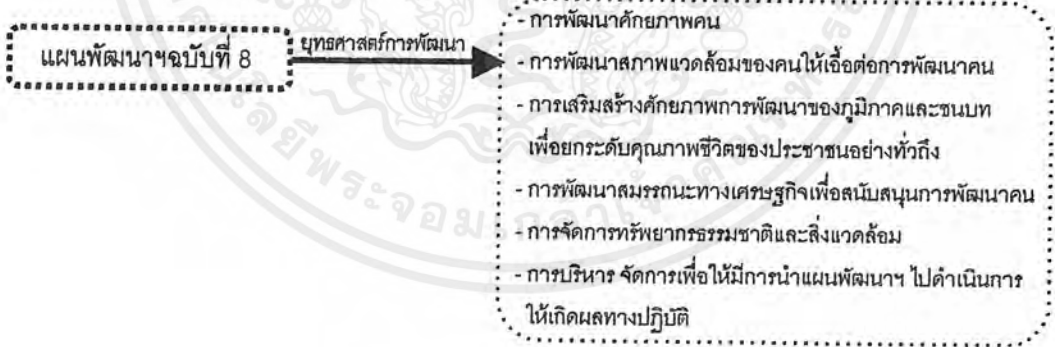 แผนพัฒนาฯฉบับที่ 8
ยุทธศาสตร์การพัฒนา
- การพัฒนาศักยภาพคน
- การพัฒนาสภาพแวดล้อมของคนให้เอื้อต่อการพัฒนาคน
- การเสริมสร้างศักยภาพการพัฒนาของภูมิภาคและชนบท
เพื่อยกระดับคุณภาพชีวิตของประชาชนอย่างทั่วถึง
- การพัฒนาสมรรถนะทางเศรษฐกิจเพื่อสนับสนุนการพัฒนาคน
- การจัดการทรัพยากรธรรมชาติและสิ่งแวดล้อม
- การบริหาร จัดการเพื่อให้มีการนำแผนพัฒนาฯ ไปดำเนินการ
ให้เกิดผลทางปฏิบัติ